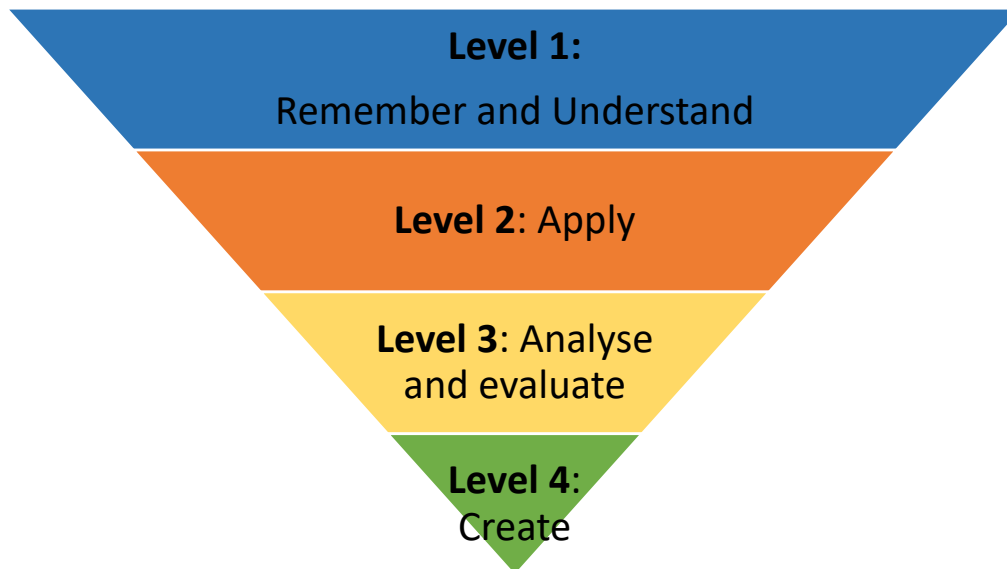 Level 1:
Remember and Understand
Level 2: Apply
Level 3: Analyse
and evaluate
Level 4:
Create